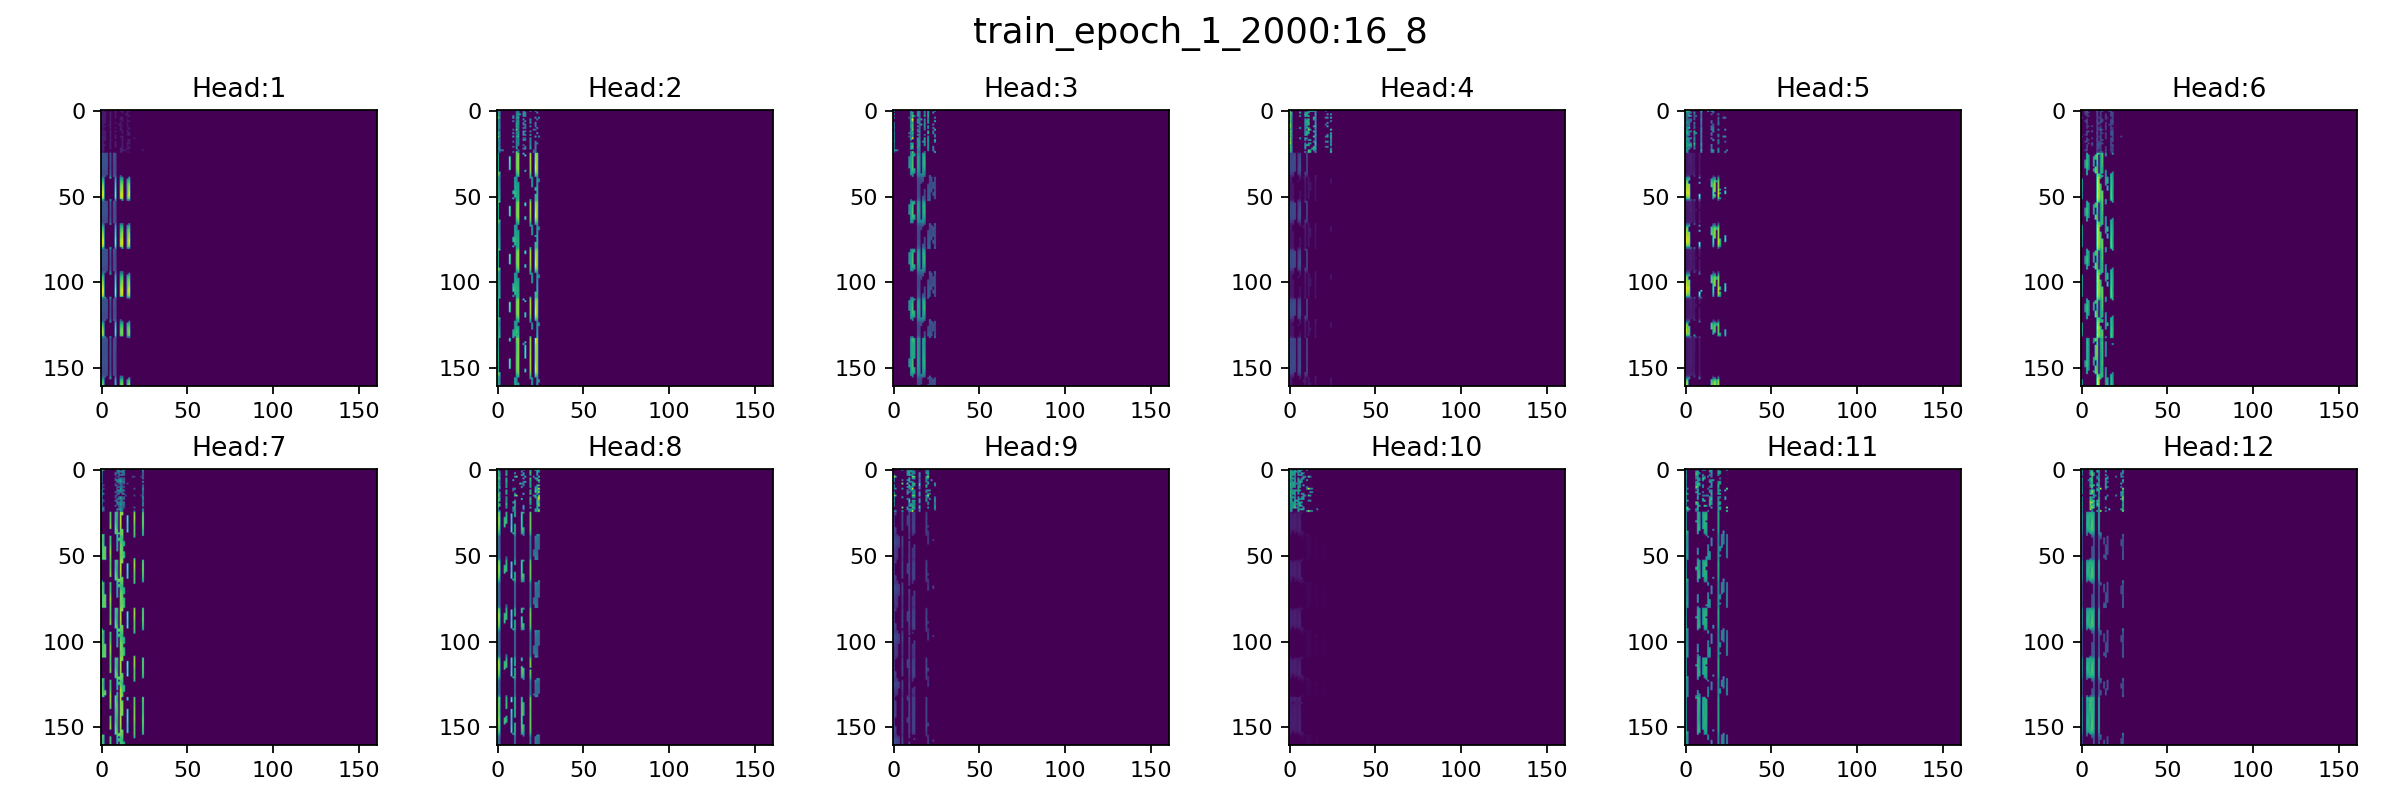 train_epoch_1_2000:16_8
Head:1 Head:2 Head:3 Head:4 Head:5 Head:6
0 0 0 0 0 0
50 50 50 50 50 50
100 100 100 100 100 100
150 150 150 150 150 150
0 50 100 150 0 50 100 150 0 50 100 150 0 50 100 150 0 50 100 150 0 50 100 150
Head:7 Head:8 Head:9 Head:10 Head:11 Head:12
0 0 0 0 0 0
50 50 50 50 50 50
100 100 100 100 100 100
150 150 150 150 150 150
0 50 100 150 0 50 100 150 0 50 100 150 0 50 100 150 0 50 100 150 0 50 100 150